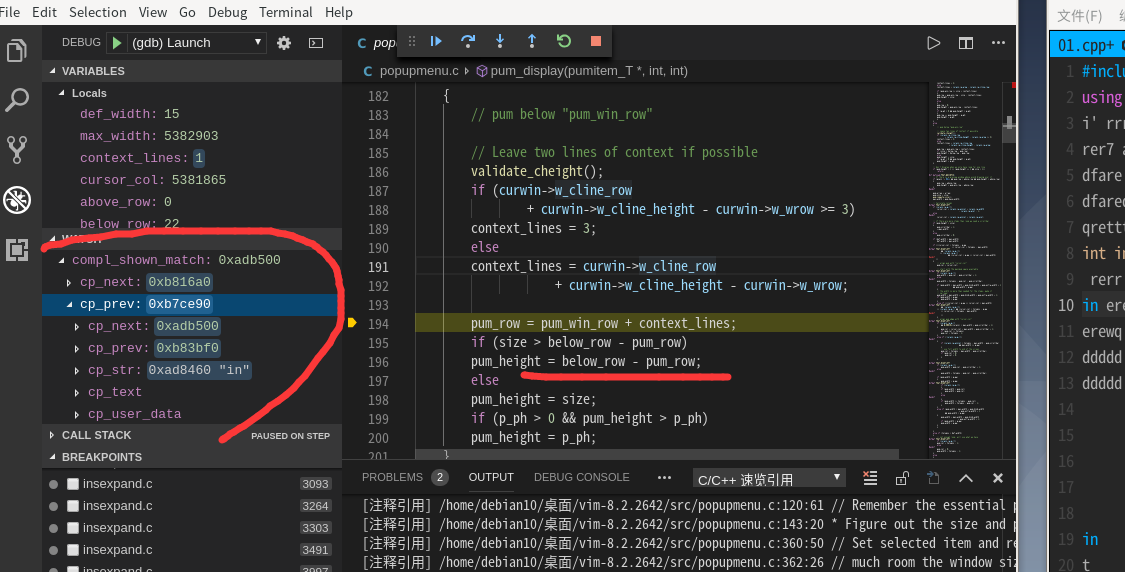 File Edit Selection View Go Debug Terminal Help
DEBUG (gdb) Launch
VARIABLES
Locals
def_width: 15
max_width: 5382903
context_lines: 1
cursor_col: 5381865
above_row: 0
below_row: 22
WATCH
compl_shown_match: 0xadb500
cp_next: 0xb816a0
cp_prev: 0xb7ce90
cp_next: 0xadb500
cp_prev: 0xb83bf0
cp_str: 0xad8460 "in"
cp_text
cp_user_data
CALL STACK PAUSED ON STEP
BREAKPOINTS
insexpand.c 3093
insexpand.c 3264
insexpand.c 3303
insexpand.c 3491
insexpand.c 3997
C
C popupmenu.c pum_display(pumitem_T *, int, int)
182 {
183 // pum below "pum_win_row"
184
185 // Leave two lines of context if possible
186 validate_cheight();
187 if (curwin->w_cline_row
188 + curwin->w_cline_height - curwin->w_wrow >= 3)
189 context_lines = 3;
190 else
191 context_lines = curwin->w_cline_row
192 + curwin->w_cline_height - curwin->w_wrow;
193
194 pum_row = pum_win_row + context_lines;
195 if (size > below_row - pum_row)
196 pum_height = below_row - pum_row;
197 else
198 pum_height = size;
199 if (p_ph > 0 && pum_height > p_ph)
200 pum_height = p_ph;
201 }
PROBLEMS 2 OUTPUT DEBUG CONSOLE ••• C/C++ 速览引用
[注释引用] /home/debian10/桌面/vim-8.2.2642/src/popupmenu.c:120:61 // Remember the essential
[注释引用] /home/debian10/桌面/vim-8.2.2642/src/popupmenu.c:143:20 * Figure out the size and
[注释引用] /home/debian10/桌面/vim-8.2.2642/src/popupmenu.c:360:50 // Set selected item and
[注释引用] /home/debian10/桌面/vim-8.2.2642/src/popupmenu.c:362:26 // much room the window
文件(F)
01.cpp+
1 #inclu
2 using
3 i' rrr
4 rer7
5 dfare
6 dfared
7 qretti
8 int in
9 rerr
10 in ere
11 erewq
12 ddddd
13 ddddd
14
15
16
17
18
19 in
20 t